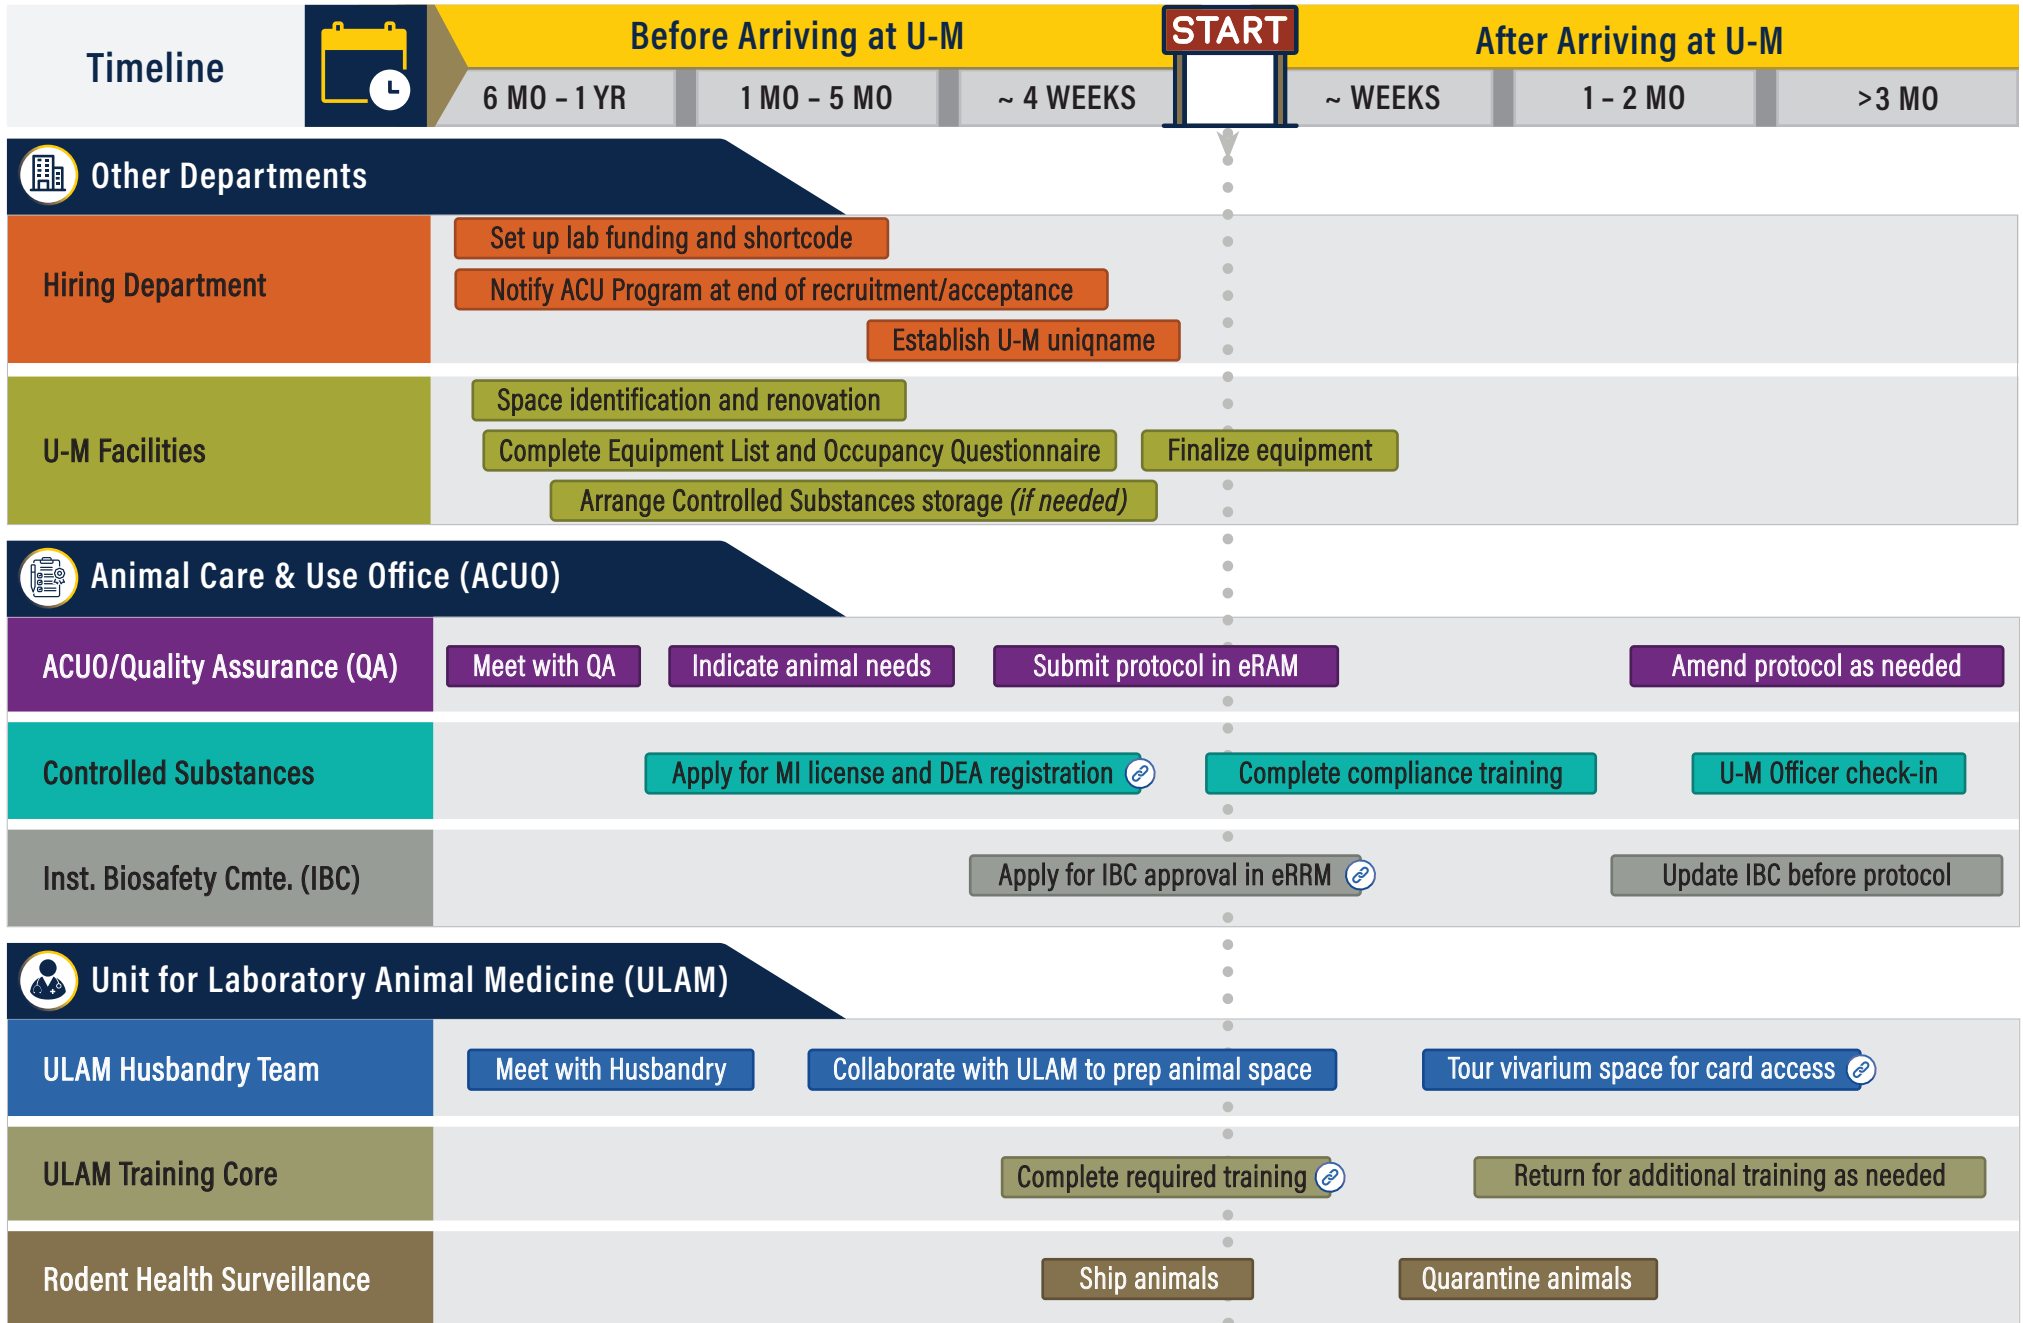 Timeline
Before Arriving at U-M
START
After Arriving at U-M
6 MO – 1 YR
1 MO – 5 MO
~ 4 WEEKS
~ WEEKS
1 – 2 MO
>3 MO
Other Departments
Hiring Department
Set up lab funding and shortcode
Notify ACU Program at end of recruitment/acceptance
Establish U-M uniqname
U-M Facilities
Space identification and renovation
Complete Equipment List and Occupancy Questionnaire
Finalize equipment
Arrange Controlled Substances storage (if needed)
Animal Care & Use Office (ACUO)
ACUO/Quality Assurance (QA)
Meet with QA
Indicate animal needs
Submit protocol in eRAM
Amend protocol as needed
Controlled Substances
Apply for MI license and DEA registration
Complete compliance training
U-M Officer check-in
Inst. Biosafety Cmte. (IBC)
Apply for IBC approval in eRRM
Update IBC before protocol
Unit for Laboratory Animal Medicine (ULAM)
ULAM Husbandry Team
Meet with Husbandry
Collaborate with ULAM to prep animal space
Tour vivarium space for card access
ULAM Training Core
Complete required training
Return for additional training as needed
Rodent Health Surveillance
Ship animals
Quarantine animals